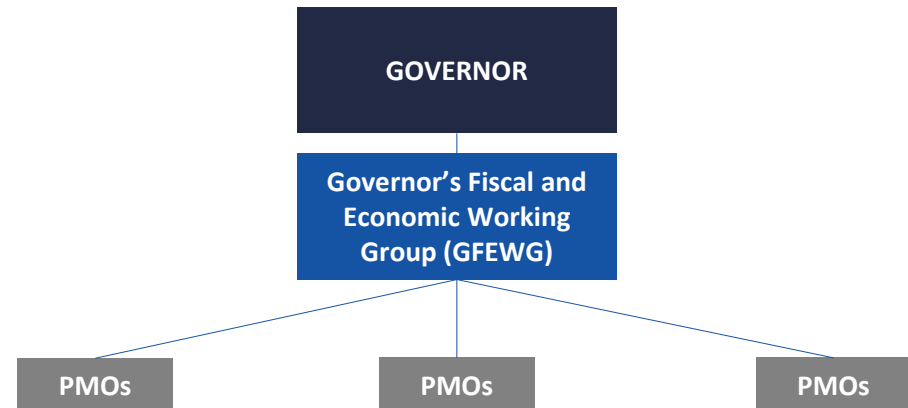 GOVERNOR
Governor’s Fiscal and
Economic Working
Group (GFEWG)
PMOs
PMOs
PMOs